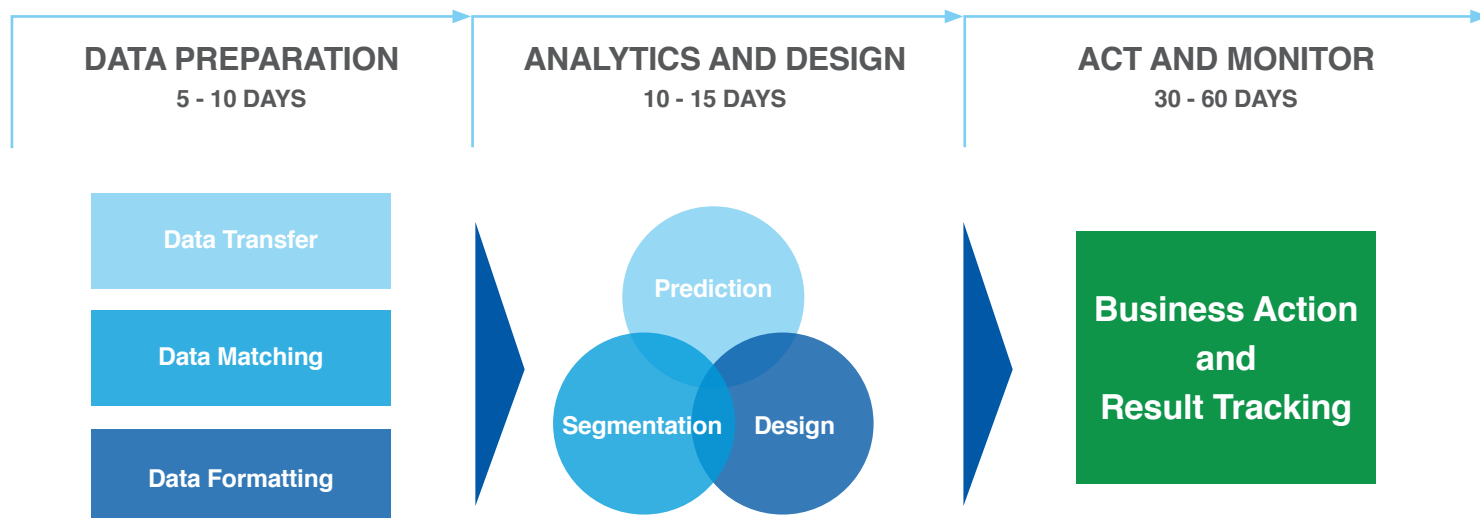 DATA PREPARATION
5 - 10 DAYS
Data Transfer
Data Matching
Data Formatting
ANALYTICS AND DESIGN
10 - 15 DAYS
Prediction
Segmentation
Design
ACT AND MONITOR
30 - 60 DAYS
Business Action
and
Result Tracking